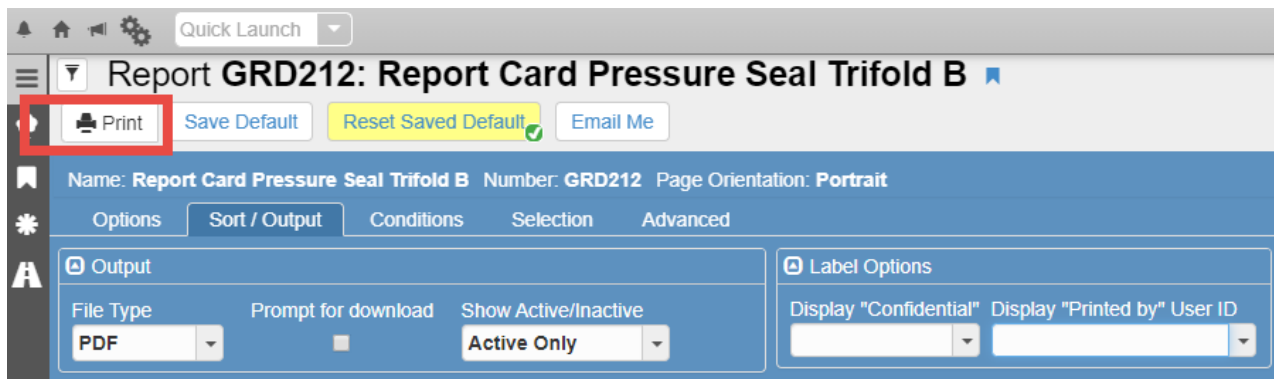 Quick Launch
Report GRD212: Report Card Pressure Seal Trifold B
Print Save Default Reset Saved Default Email Me
Name: Report Card Pressure Seal Trifold B Number: GRD212 Page Orientation: Portrait
Options Sort / Output Conditions Selection Advanced
Output Label Options
File Type Prompt for download Show Active/Inactive Display "Confidential" Display "Printed by" User ID
PDF Active Only